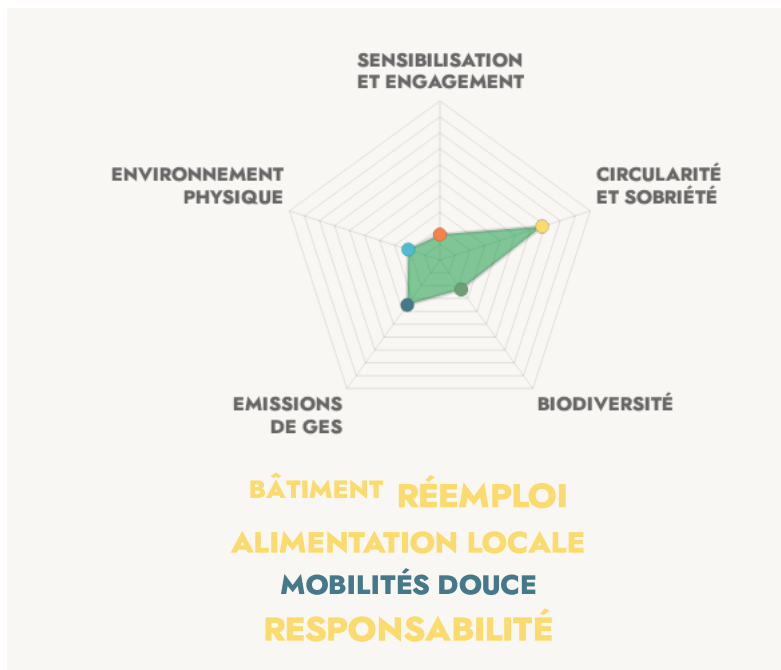 SENSIBILISATION
ET ENGAGEMENT
ENVIRONNEMENT
PHYSIQUE
CIRCULARITÉ
ET SOBRIÉTÉ
EMISSIONS
DE GES
BIODIVERSITÉ
BÂTIMENT RÉEMPLOI
ALIMENTATION LOCALE
MOBILITÉS DOUCE
RESPONSABILITÉ